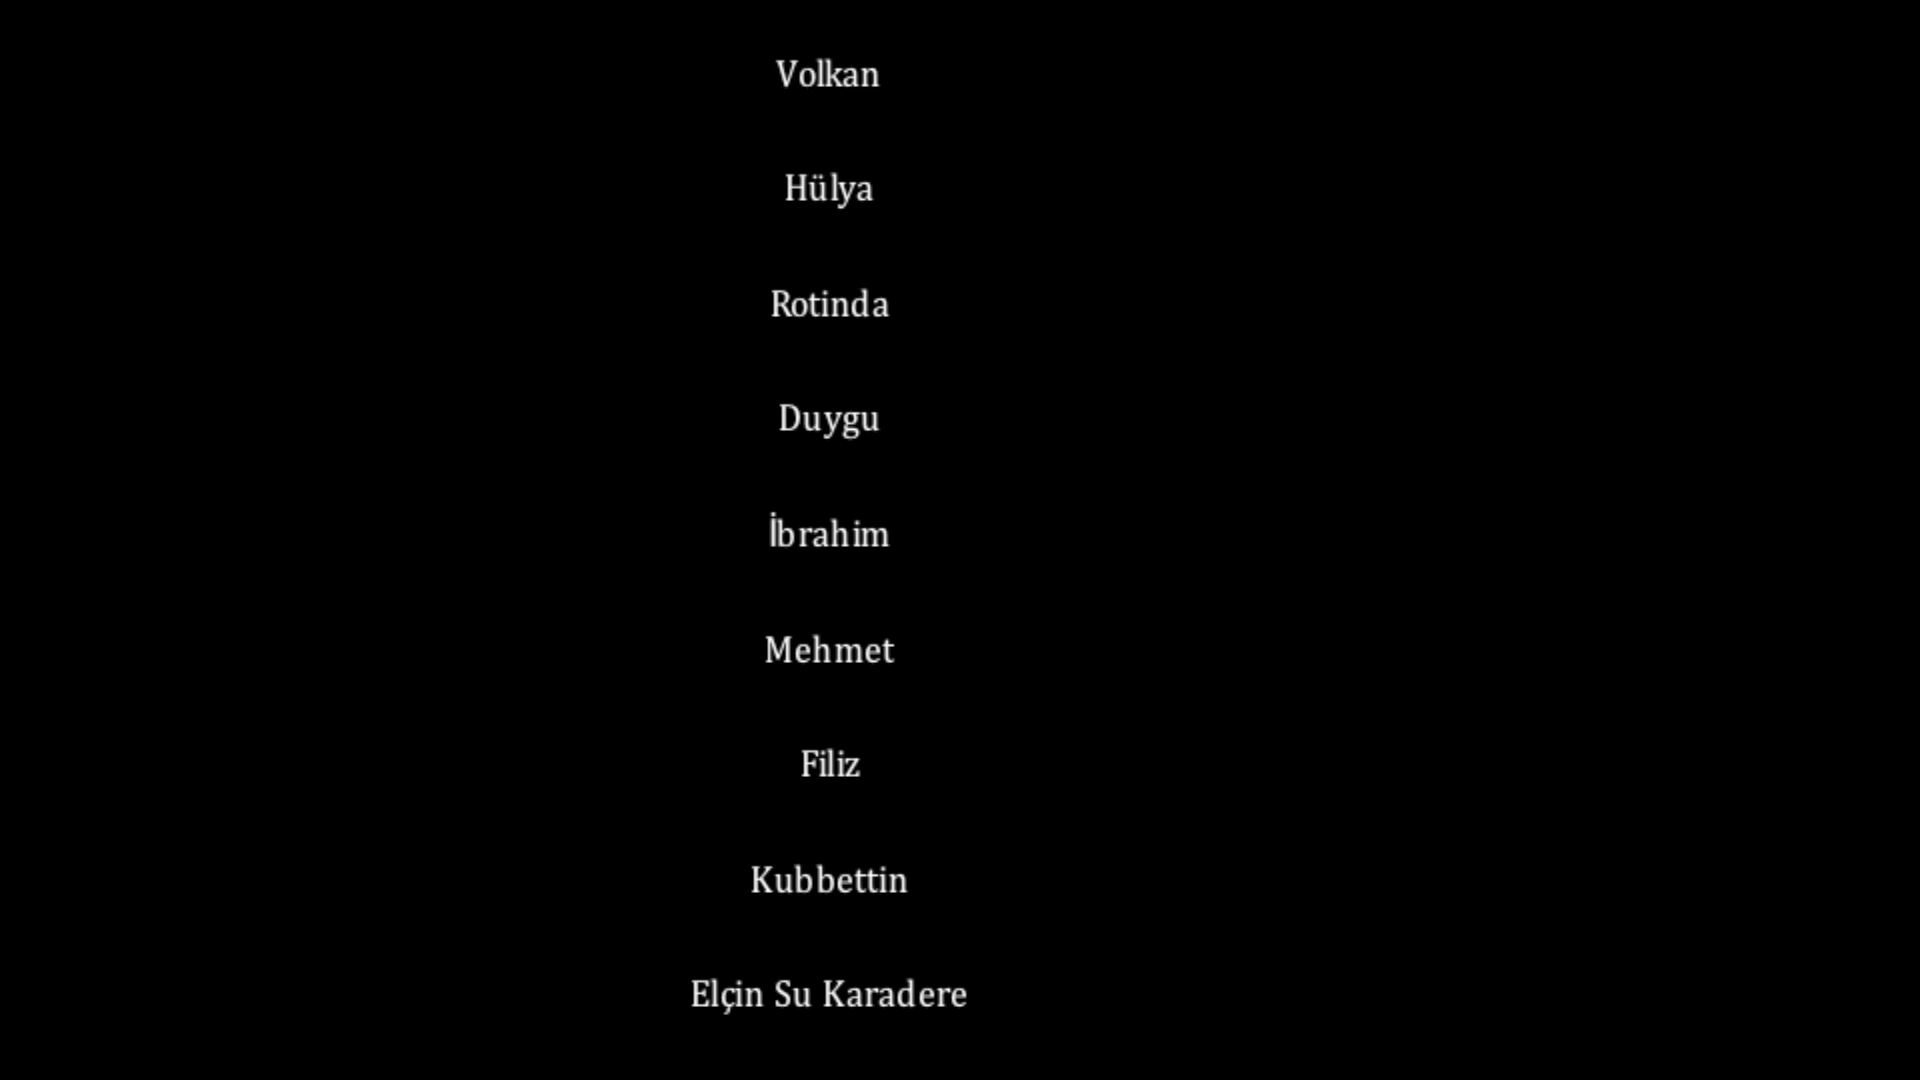 Volkan
Hülya
Rotinda
Duygu
İbrahim
Mehmet
Filiz
Kubbettin
Elçin Su Karadere